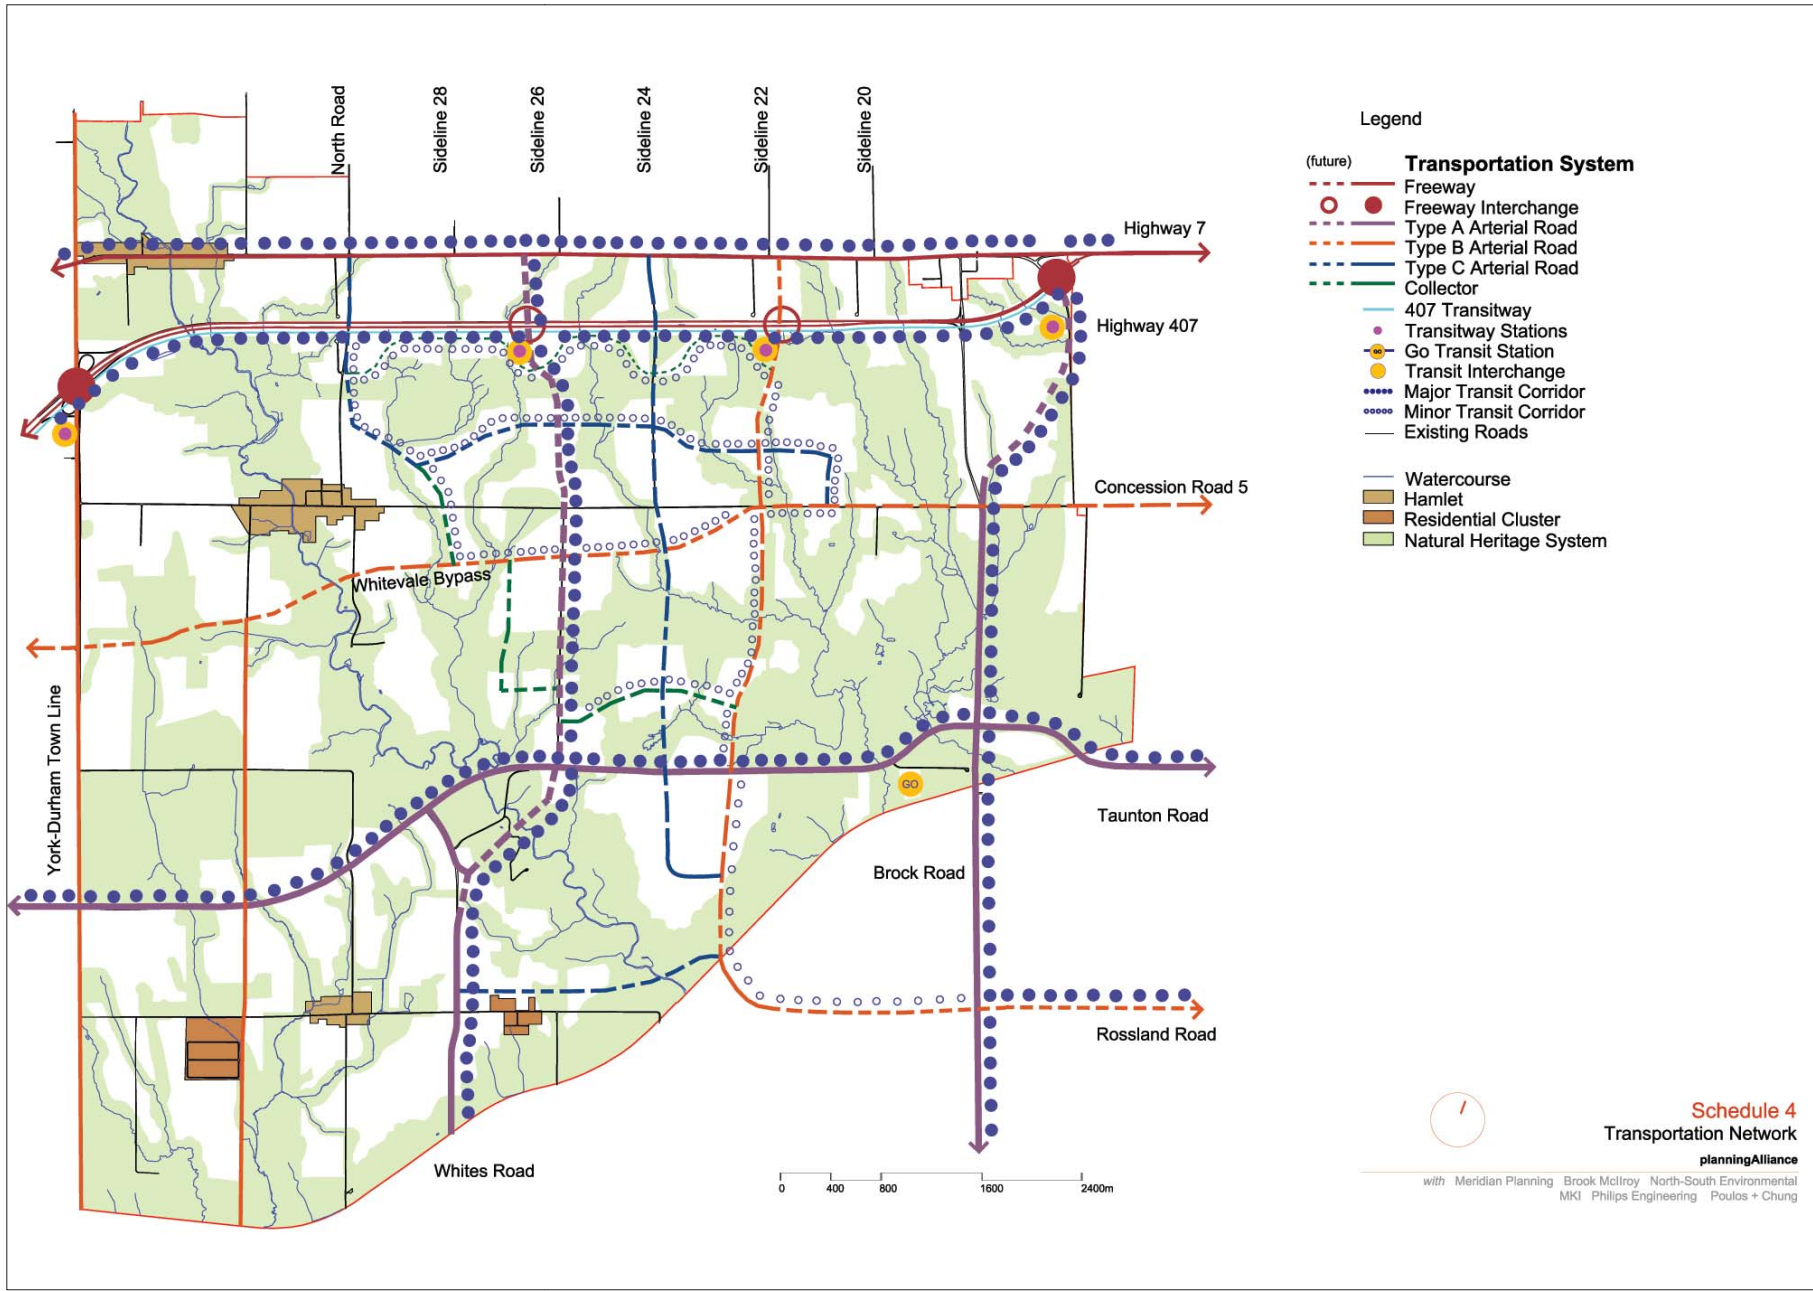 North Road
Sideline 28
Sideline 26
Sideline 24
Sideline 22
Sideline 20
Highway 7
Highway 407
Concession Road 5
Whitevale Bypass
York-Durham Town Line
GO
Taunton Road
Brock Road
Rossland Road
Whites Road
0 400 800 1600 2400m
Legend
(future) Transportation System
Freeway
Freeway Interchange
Type A Arterial Road
Type B Arterial Road
Type C Arterial Road
Collector
407 Transitway
Transitway Stations
GO Go Transit Station
Transit Interchange
Major Transit Corridor
Minor Transit Corridor
Existing Roads
Watercourse
Hamlet
Residential Cluster
Natural Heritage System
Schedule 4
Transportation Network
planningAlliance
with Meridian Planning Brook McIlroy North-South Environmental
MKI Philips Engineering Poulos + Chung